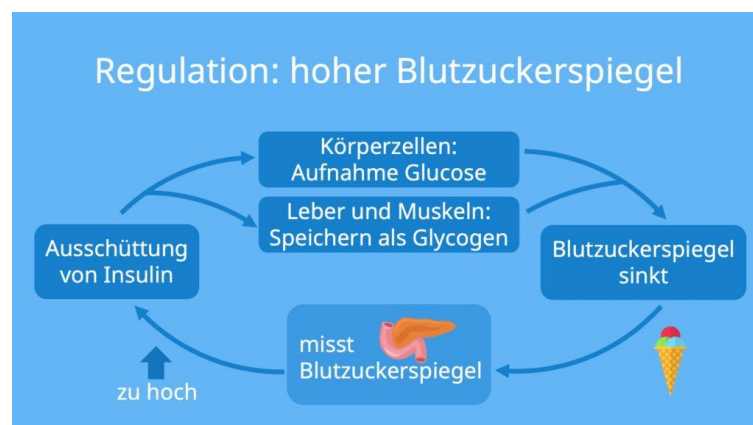 Regulation: hoher Blutzuckerspiegel
Körperzellen:
Aufnahme Glucose
Leber und Muskeln:
Speichern als Glycogen
Ausschüttung
von Insulin
Blutzuckerspiegel
sinkt
misst
Blutzuckerspiegel
zu hoch